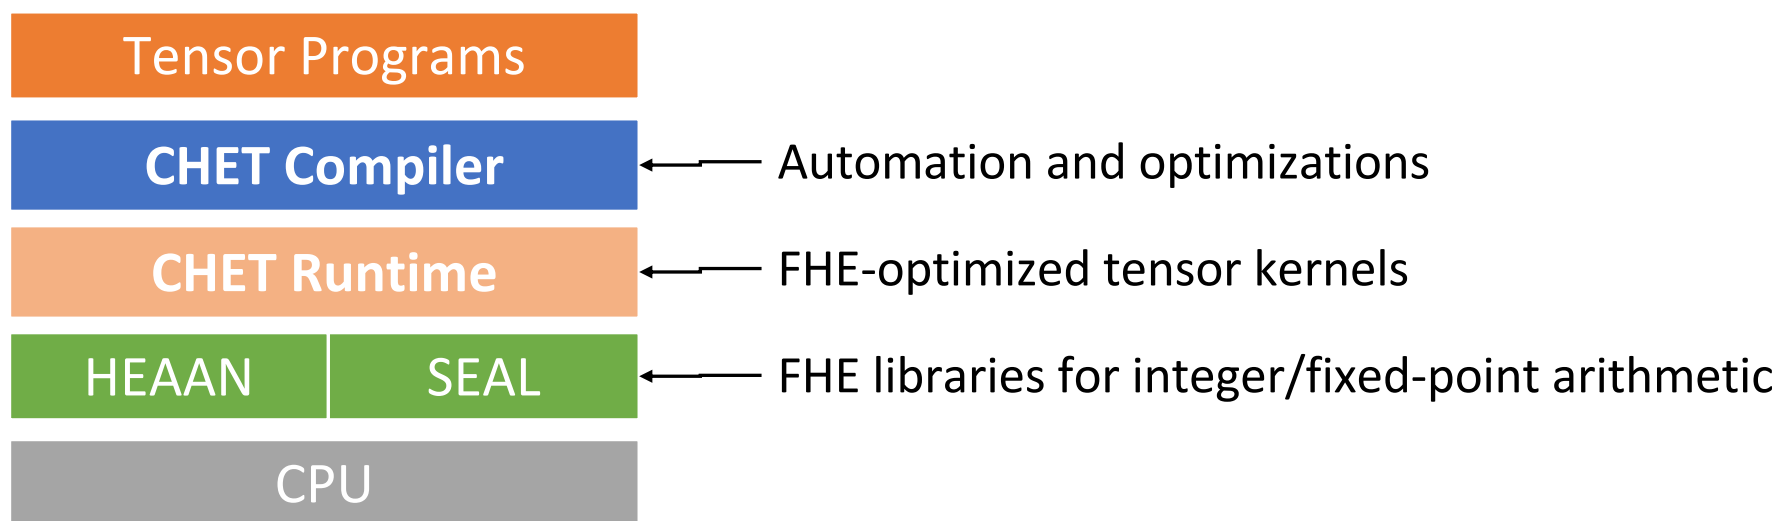 Tensor Programs
CHET Compiler
Automation and optimizations
CHET Runtime
FHE-optimized tensor kernels
HEAAN
SEAL
FHE libraries for integer/fixed-point arithmetic
CPU